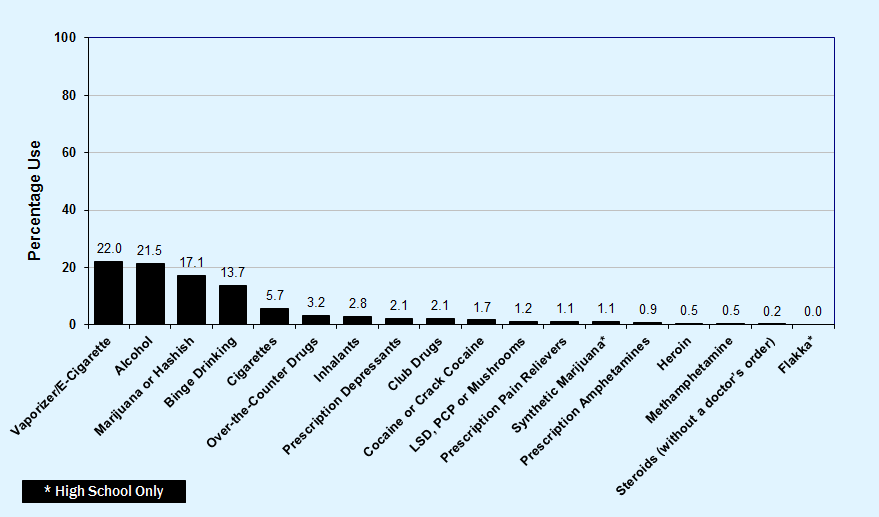 Percentage Use
100
80
60
40
20
0
22.0
21.5
17.1
13.7
5.7
3.2
2.8
2.1
2.1
1.7
1.2
1.1
1.1
0.9
0.5
0.5
0.2
0.0
Vaporizer/E-Cigarette
Alcohol
Marijuana or Hashish
Binge Drinking
Cigarettes
Over-the-Counter Drugs
Inhalants
Prescription Depressants
Club Drugs
Cocaine or Crack Cocaine
LSD, PCP or Mushrooms
Prescription Pain Relievers
Synthetic Marijuana*
Prescription Amphetamines
Heroin
Methamphetamine
Steroids (without a doctor's order)
Flakka*
* High School Only